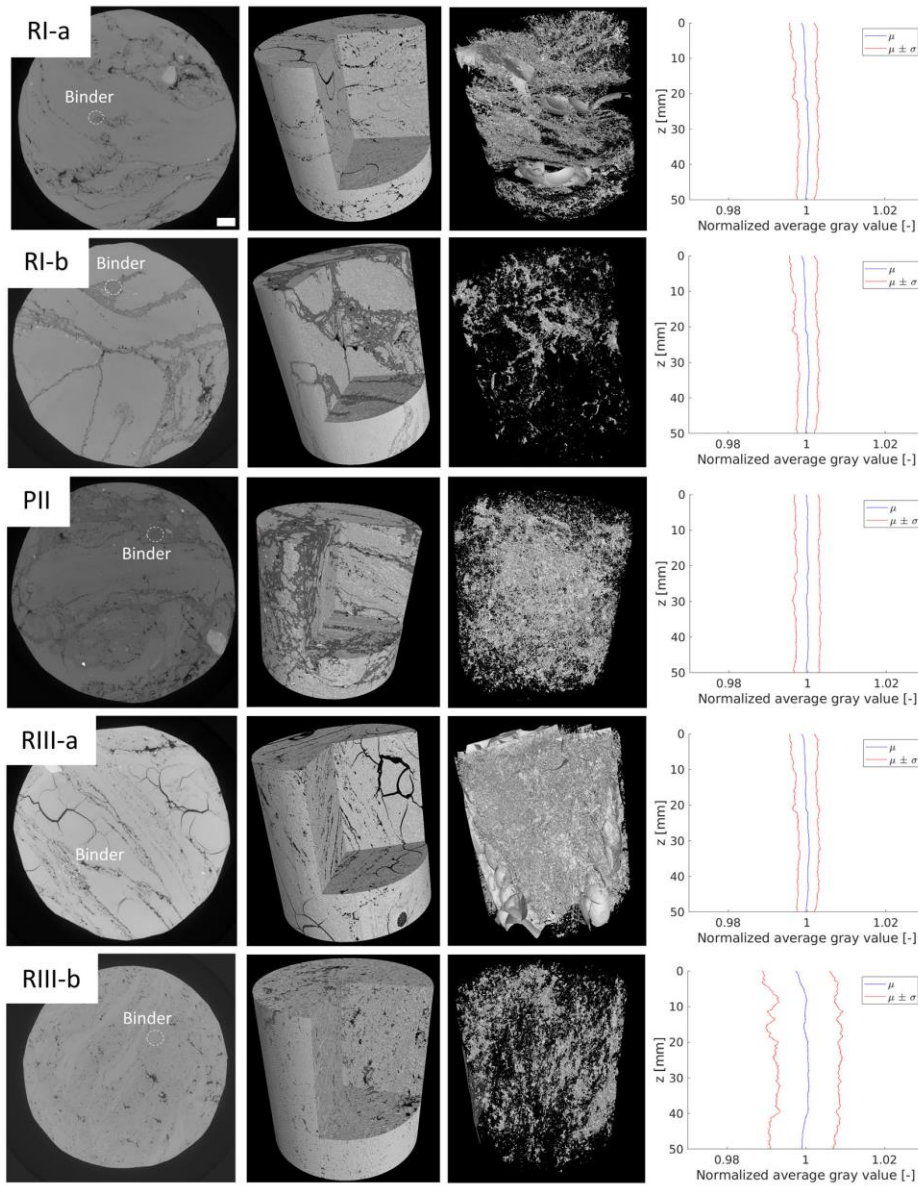 RI-a
Binder
0
10
20
30
40
50
z [mm]
0.98
1
1.02
Normalized average gray value [-]
μ
μ ± σ
RI-b
Binder
0
10
20
30
40
50
z [mm]
0.98
1
1.02
Normalized average gray value [-]
μ
μ ± σ
PII
Binder
0
10
20
30
40
50
z [mm]
0.98
1
1.02
Normalized average gray value [-]
μ
μ ± σ
RIII-a
Binder
0
10
20
30
40
50
z [mm]
0.98
1
1.02
Normalized average gray value [-]
μ
μ ± σ
RIII-b
Binder
0
10
20
30
40
50
z [mm]
0.98
1
1.02
Normalized average gray value [-]
μ
μ ± σ